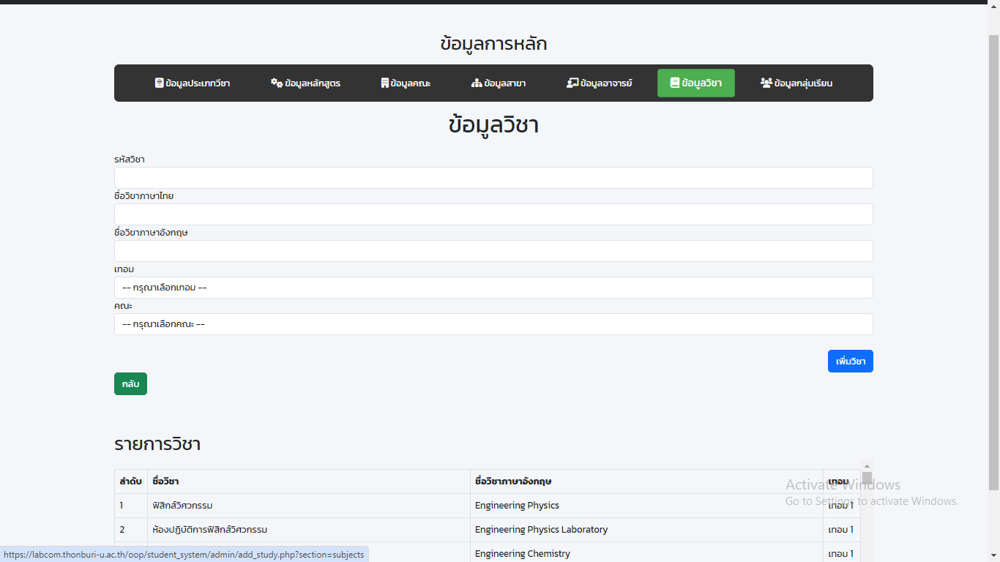 ข้อมูลการหลัก
ข้อมูลประเภทวิชา ข้อมูลหลักสูตร ข้อมูลคณะ ข้อมูลสาขา ข้อมูลอาจารย์ ข้อมูลวิชา ข้อมูลกลุ่มเรียน
ข้อมูลวิชา
รหัสวิชา
ชื่อวิชาภาษาไทย
ชื่อวิชาภาษาอังกฤษ
เทอม
-- กรุณาเลือกเทอม --
คณะ
-- กรุณาเลือกคณะ --
เพิ่มวิชา
กลับ
รายการวิชา
ลำดับ ชื่อวิชา ชื่อวิชาภาษาอังกฤษ เทอม
1 ฟิสิกส์วิศวกรรม Engineering Physics เทอม 1
2 ห้องปฏิบัติการฟิสิกส์วิศวกรรม Engineering Physics Laboratory เทอม 1
Engineering Chemistry เทอม 1
Activate Windows
Go to Settings to activate Windows.
https://labcom.thonburi-u.ac.th/oop/student_system/admin/add_study.php?section=subjects